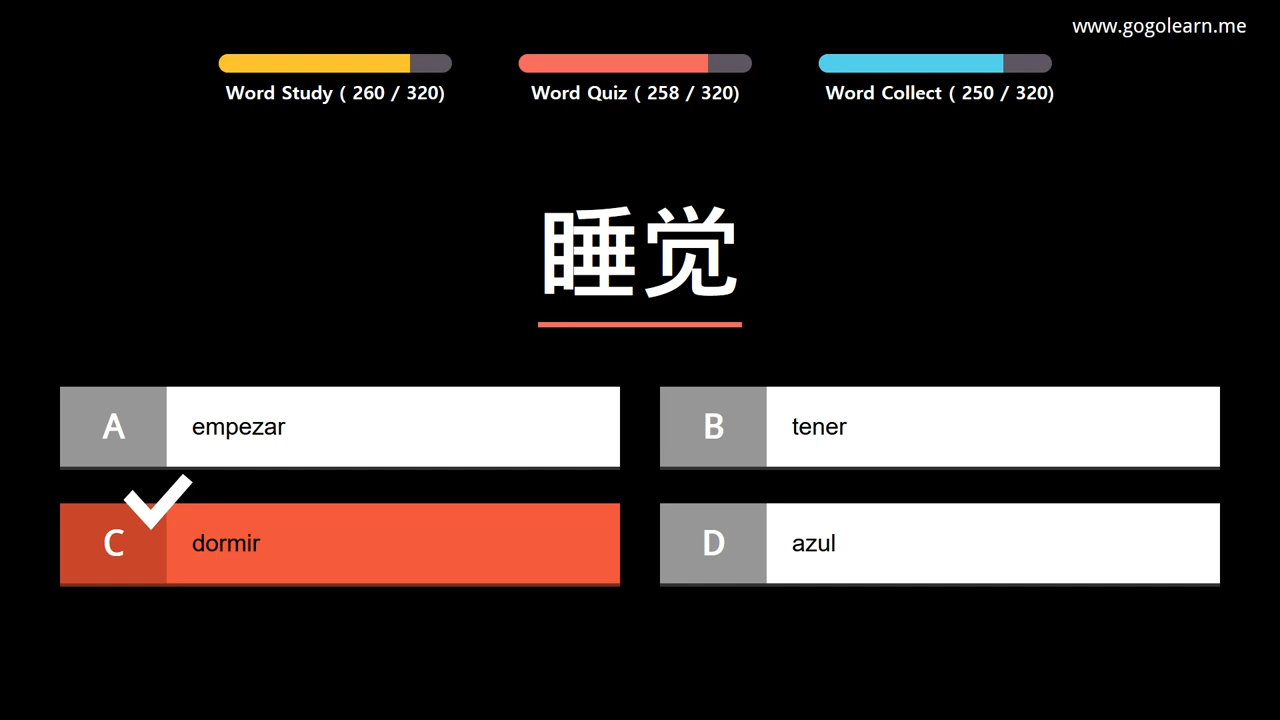 www.gogolearn.me
Word Study ( 260 / 320)
Word Quiz ( 258 / 320)
Word Collect ( 250 / 320)
睡觉
A empezar
B tener
C dormir
D azul